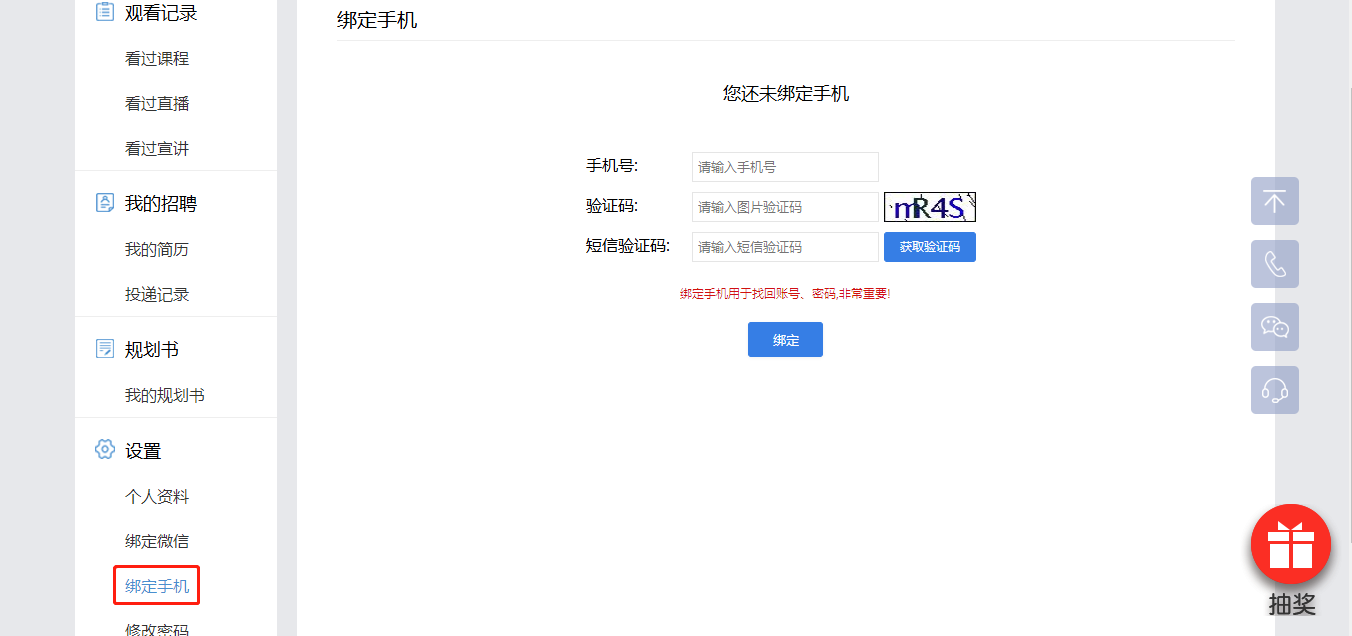 观看记录
看过课程
看过直播
看过宣讲
我的招聘
我的简历
投递记录
规划书
我的规划书
设置
个人资料
绑定微信
绑定手机
修改密码
绑定手机
您还未绑定手机
手机号: 请输入手机号
验证码: 请输入图片验证码 mR4S
短信验证码: 请输入短信验证码 获取验证码
绑定手机用于找回账号、密码,非常重要!
绑定
抽奖